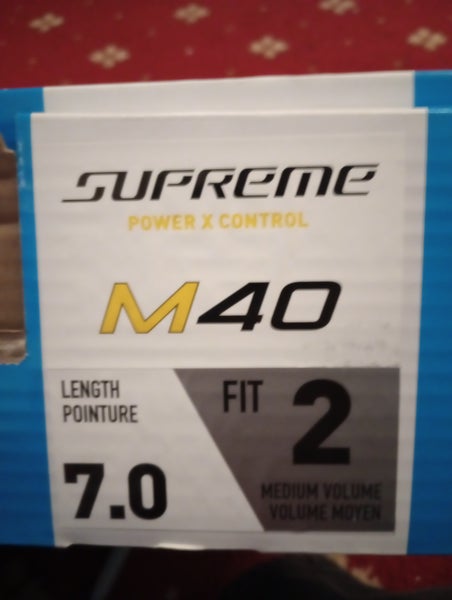 SUPREME
POWER X CONTROL
M40
LENGTH
POINTURE
7.0
FIT 2
MEDIUM VOLUME
VOLUME MOYEN